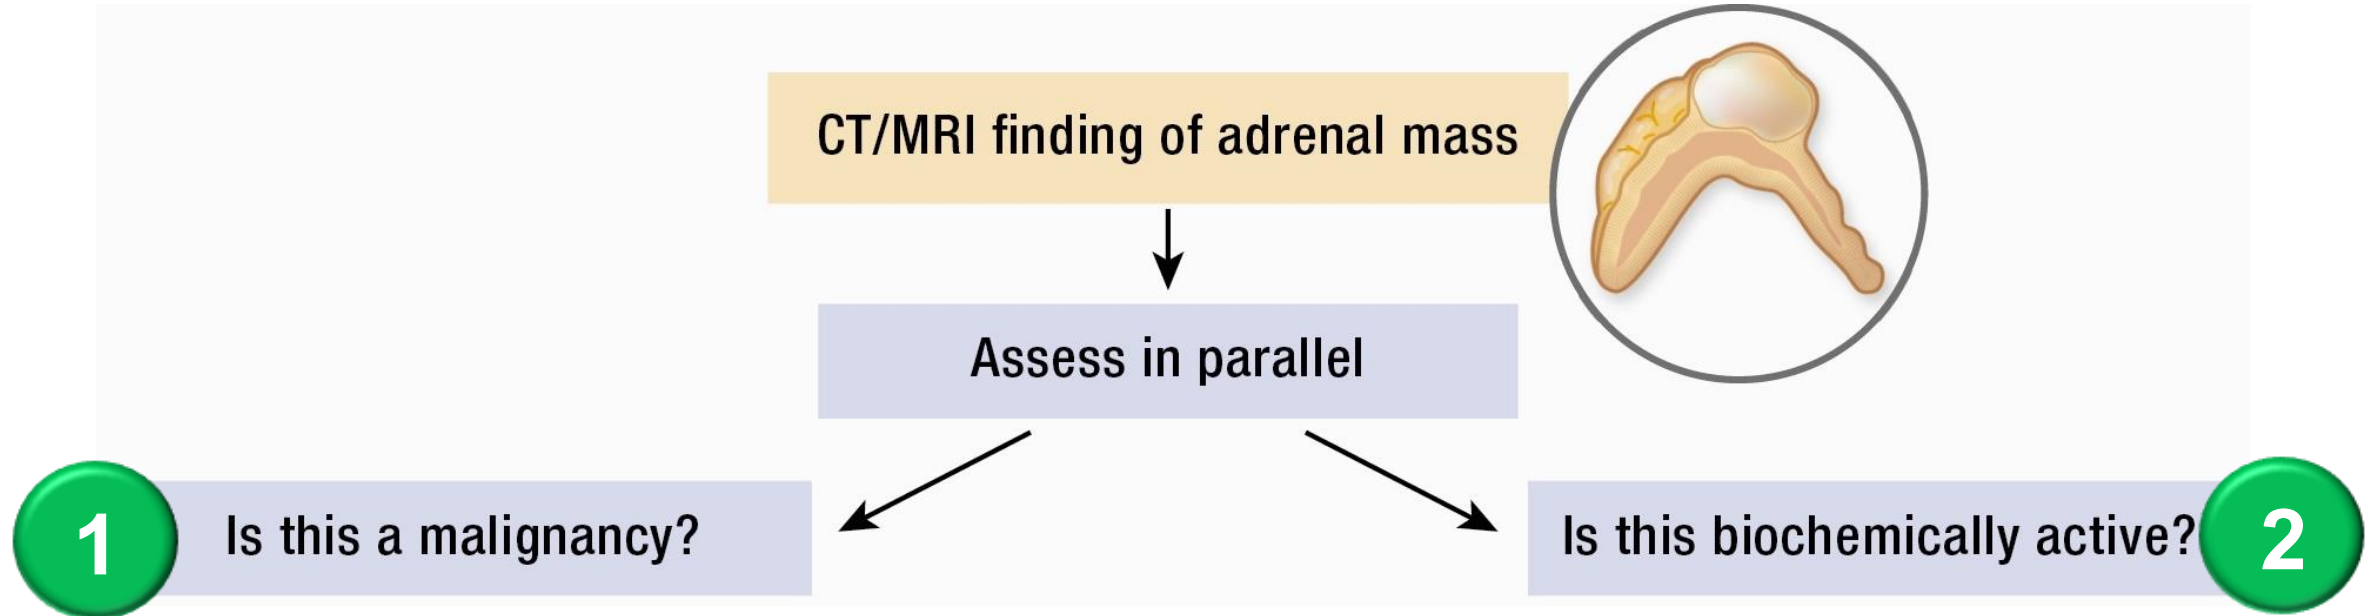 CT/MRI finding of adrenal mass
Assess in parallel
1
Is this a malignancy?
Is this biochemically active?
2